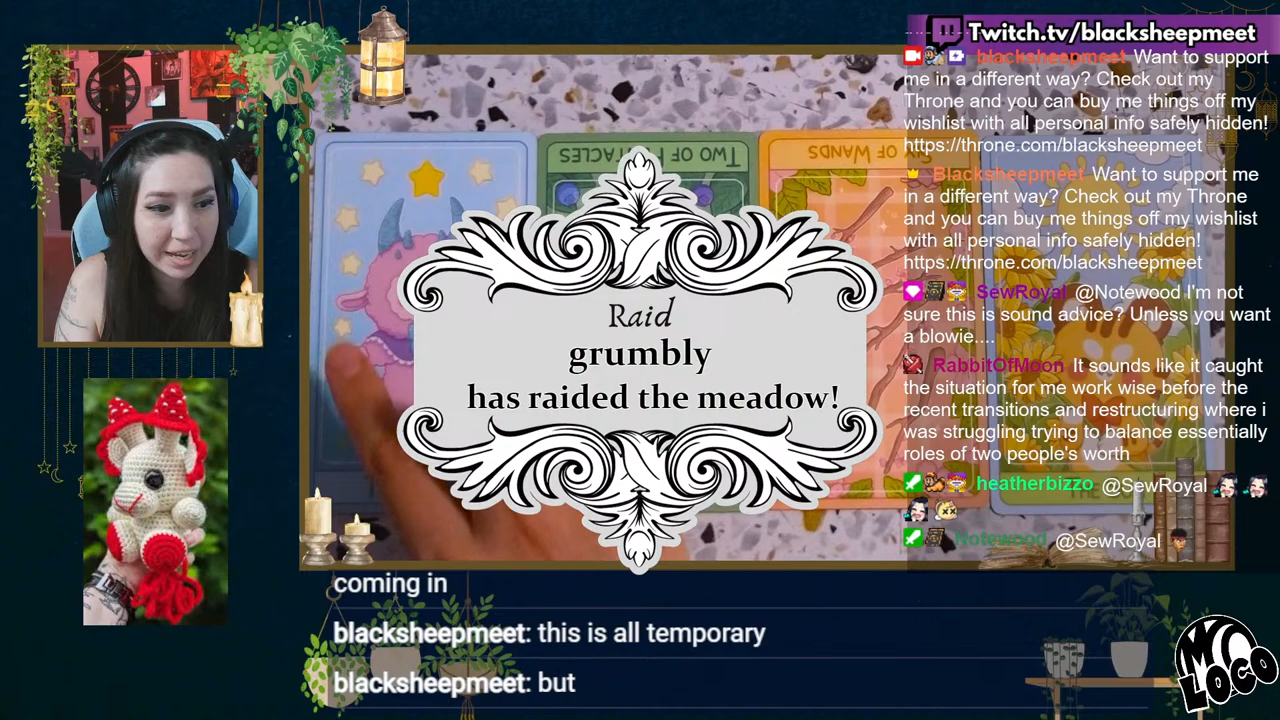 Twitch.tv/blacksheepmeet
blacksheepmeet Want to support
me in a different way? Check out my
Throne and you can buy me things off my
wishlist with all personal info safely hidden!
https://throne.com/blacksheepmeet
Blacksheepmeet Want to support me
in a different way? Check out my Throne
and you can buy me things off my wishlist
with all personal info safely hidden!
https://throne.com/blacksheepmeet
SewRoyal @Notewood I'm not
sure this is sound advice? Unless you want
a blowie....
RabbitOfMoon It sounds like it caught
the situation for me work wise before the
recent transitions and restructuring where i
was struggling trying to balance essentially
roles of two people's worth
heatherbizzo @SewRoyal
Notewood @SewRoyal
TWO OF PENTACLES
OF WANDS
Raid
grumbly
has raided the meadow!
coming in
blacksheepmeet: this is all temporary
blacksheepmeet: but
MC
LOCO